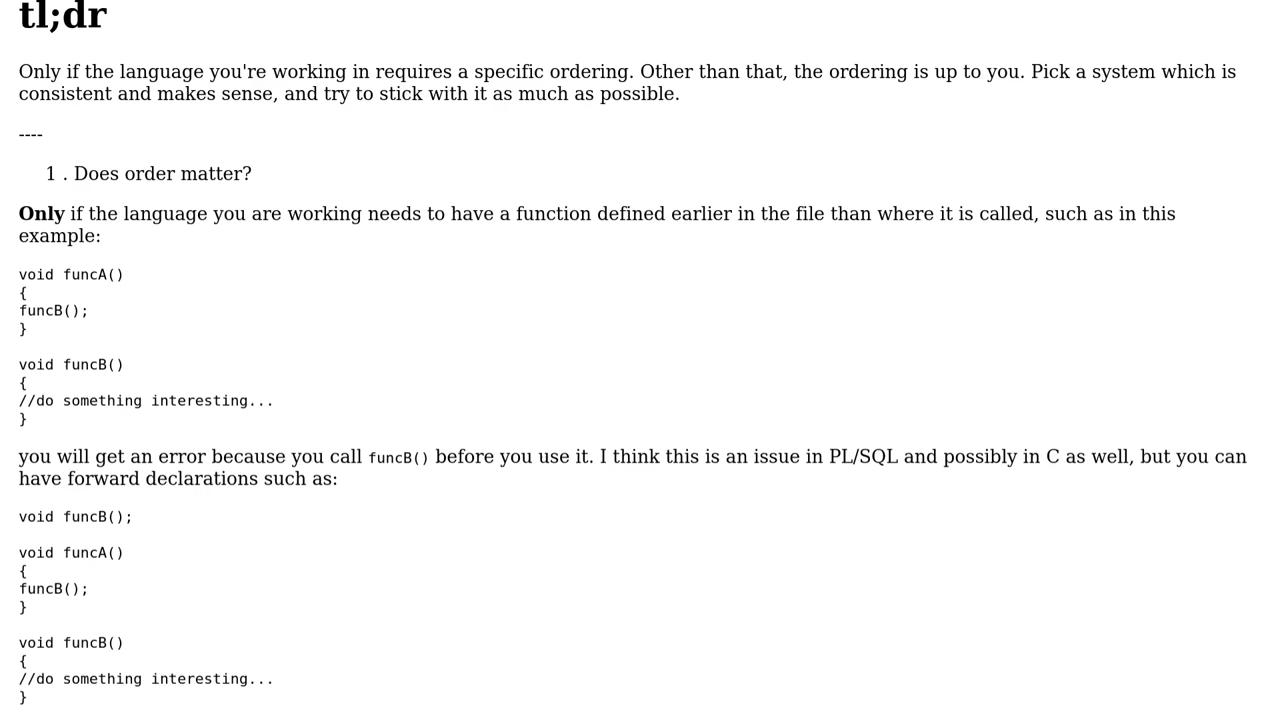 tl;dr
Only if the language you're working in requires a specific ordering. Other than that, the ordering is up to you. Pick a system which is
consistent and makes sense, and try to stick with it as much as possible.
----
1 . Does order matter?
Only if the language you are working needs to have a function defined earlier in the file than where it is called, such as in this
example:
void funcA()
{
funcB();
}
void funcB()
{
//do something interesting...
}
you will get an error because you call funcB() before you use it. I think this is an issue in PL/SQL and possibly in C as well, but you can
have forward declarations such as:
void funcB();
void funcA()
{
funcB();
}
void funcB()
{
//do something interesting...
}